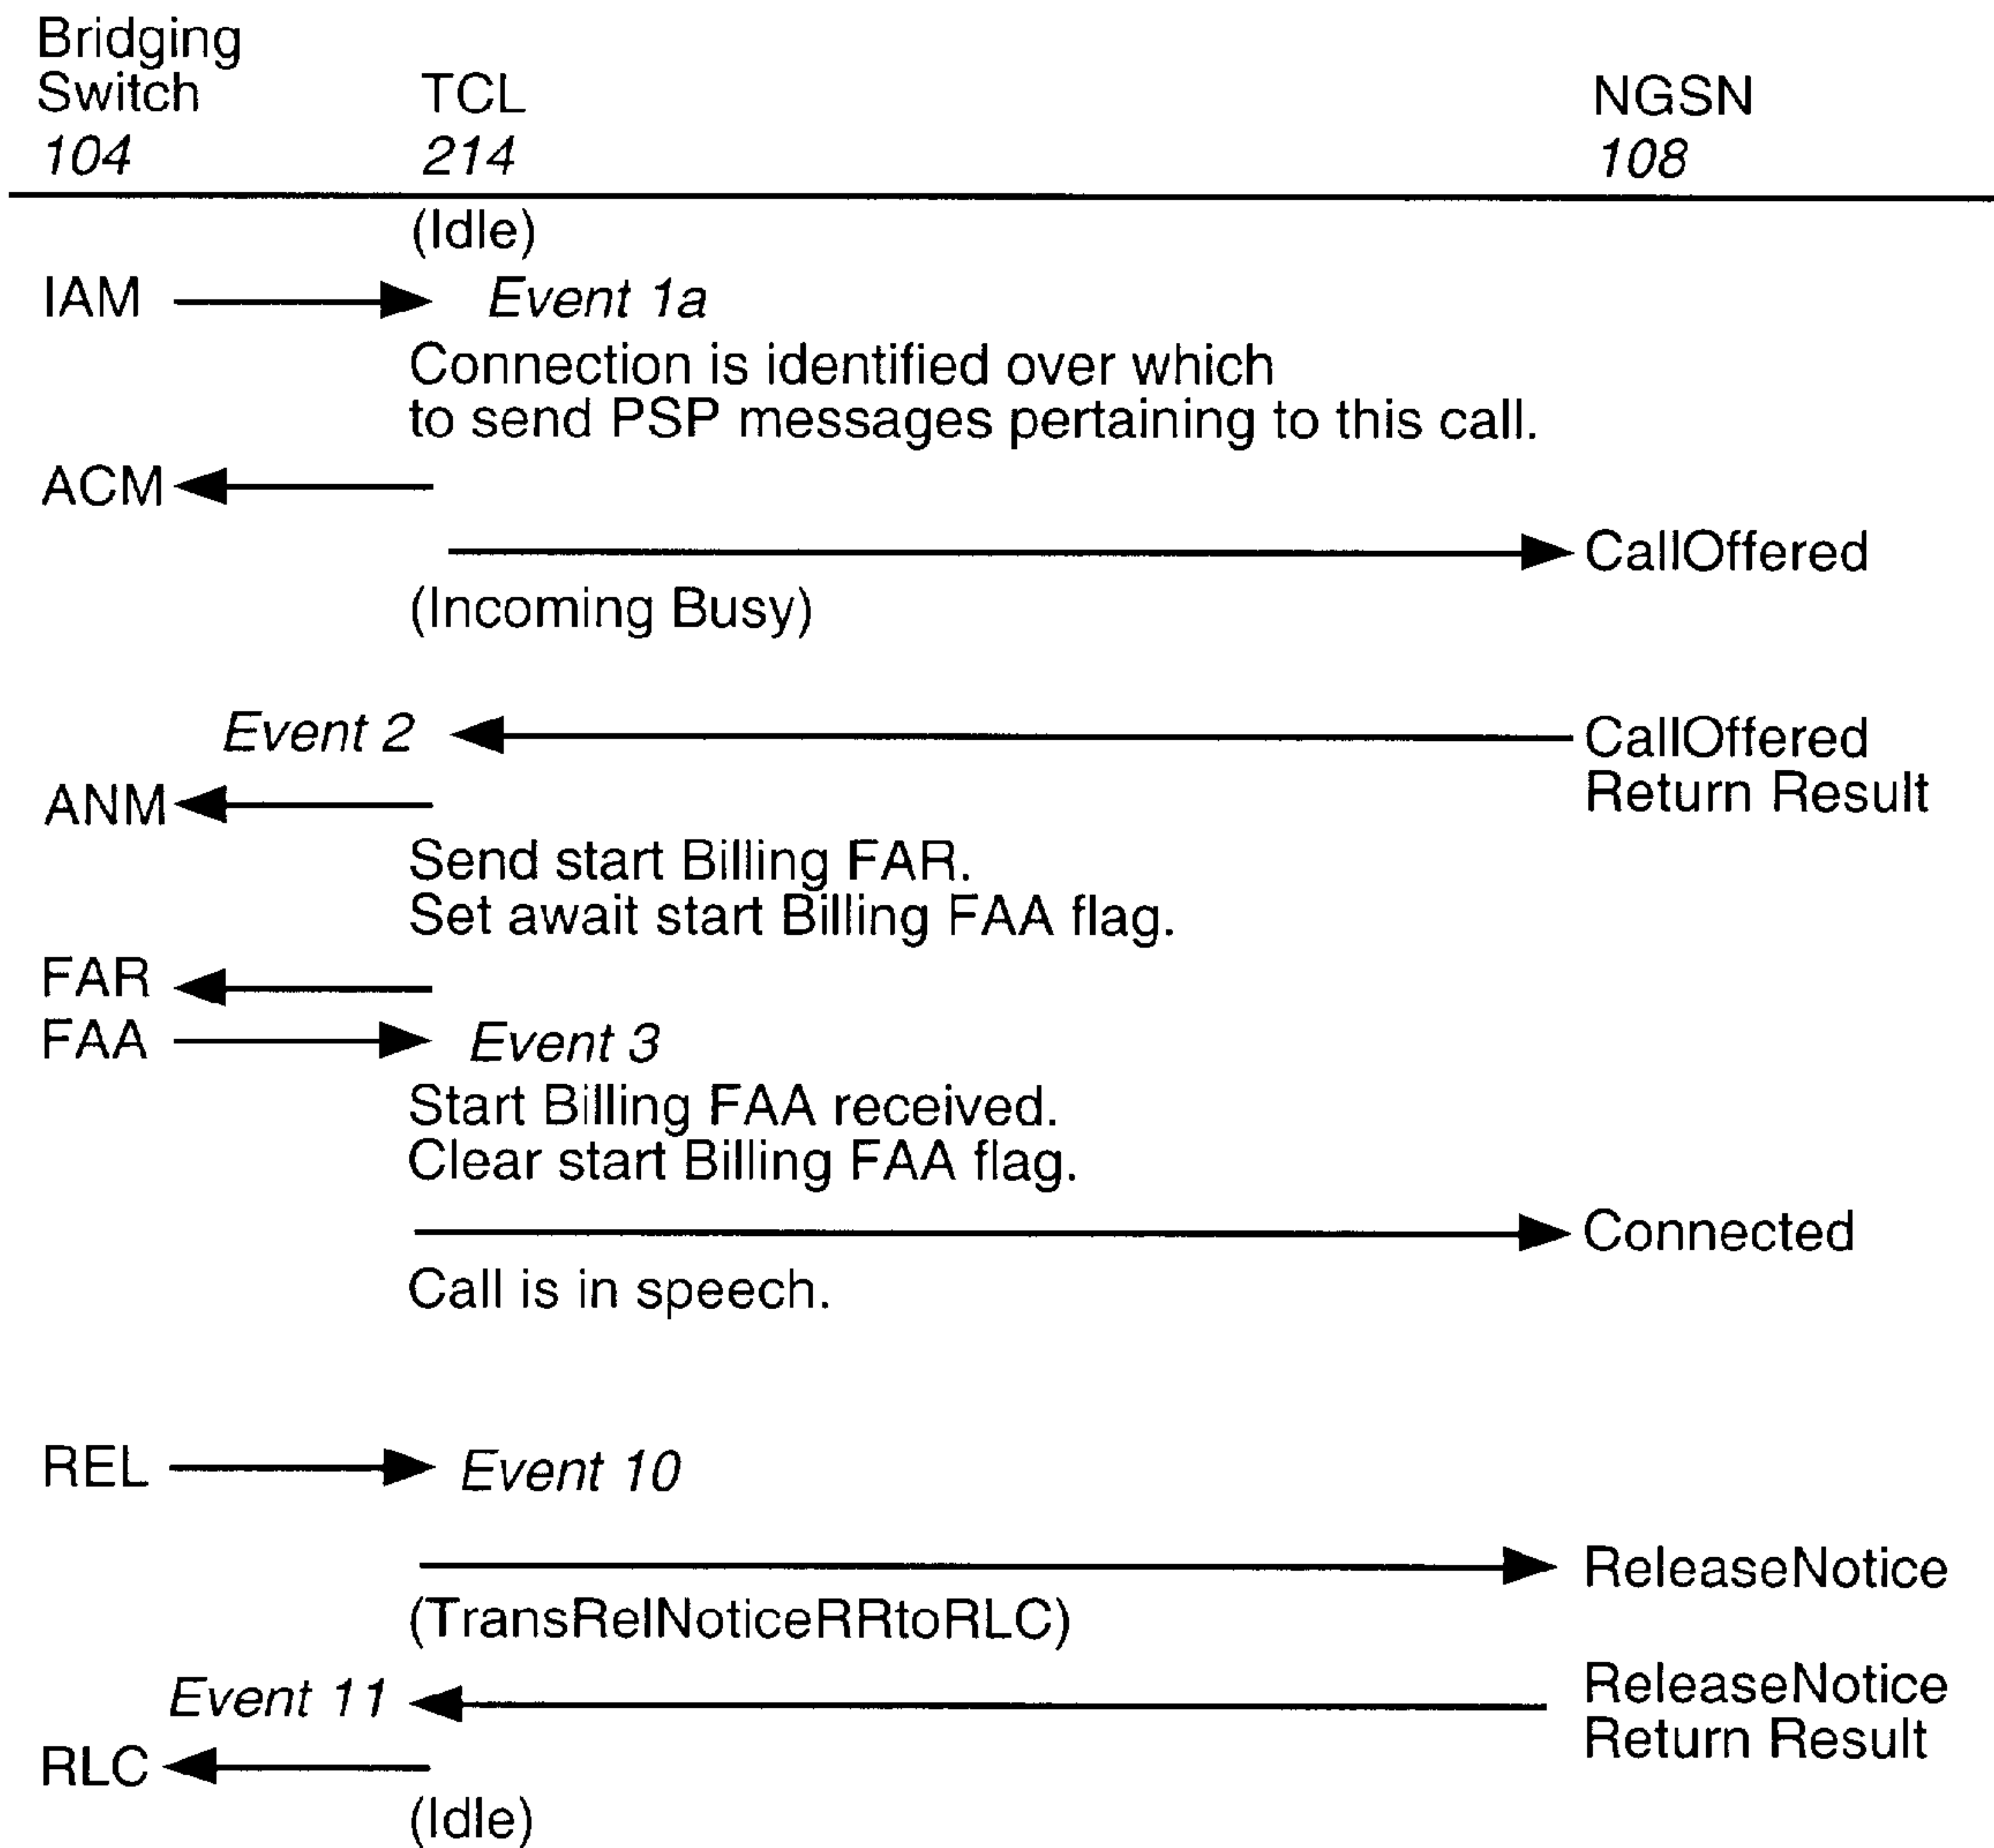 Bridging
Switch
104
TCL
214
NGSN
108
(Idle)
IAM
Event 1a
Connection is identified over which
to send PSP messages pertaining to this call.
ACM
CallOffered
(Incoming Busy)
Event 2
CallOffered
Return Result
ANM
Send start Billing FAR.
Set await start Billing FAA flag.
FAR
FAA
Event 3
Start Billing FAA received.
Clear start Billing FAA flag.
Connected
Call is in speech.
REL
Event 10
ReleaseNotice
(TransRelNoticeRRtoRLC)
Event 11
ReleaseNotice
Return Result
RLC
(Idle)